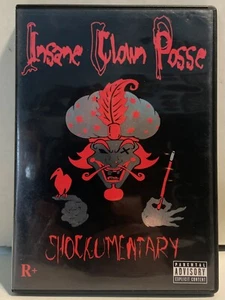 Insane Clown Posse
SHOCKUMENTARY
R+
PARENTAL
ADVISORY
EXPLICIT CONTENT